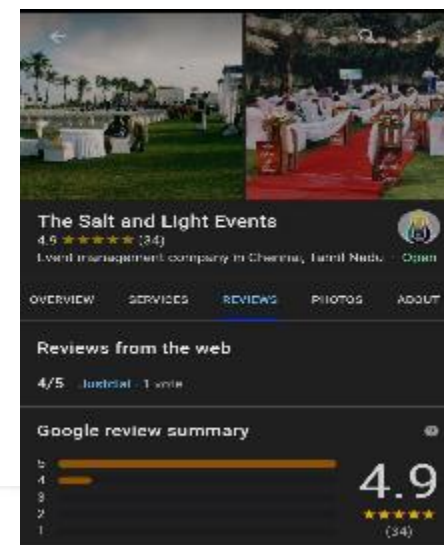 The Salt and Light Events
4.9 ★★★★★ (34)
Event management company in Chennai, Tamil Nadu · Open
OVERVIEW SERVICES REVIEWS PHOTOS ABOUT
Reviews from the web
4/5 Justdial · 1 vote
Google review summary
5
4
3
2
1
4.9
★★★★★
(34)